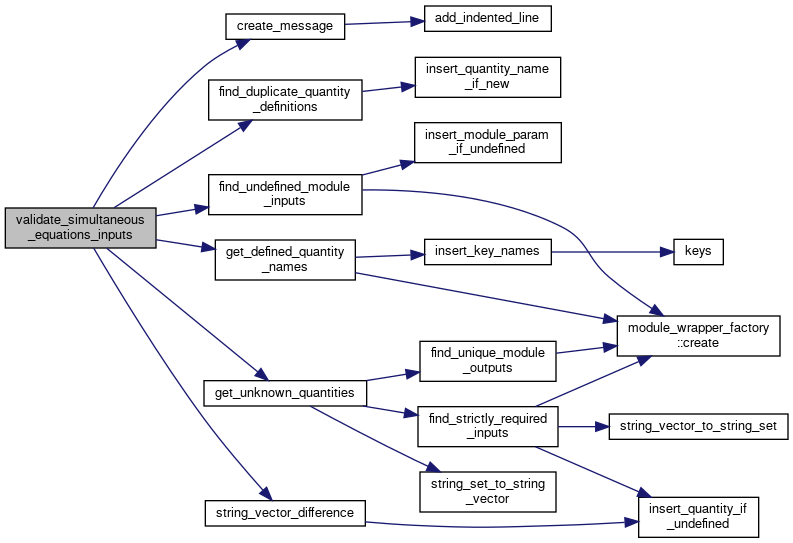 create_message
add_indented_line
find_duplicate_quantity
_definitions
insert_quantity_name
_if_new
insert_module_param
_if_undefined
find_undefined_module
_inputs
validate_simultaneous
_equations_inputs
get_defined_quantity
_names
insert_key_names
keys
module_wrapper_factory
::create
find_unique_module
_outputs
get_unknown_quantities
find_strictly_required
_inputs
string_vector_to_string_set
string_set_to_string
_vector
string_vector_difference
insert_quantity_if
_undefined